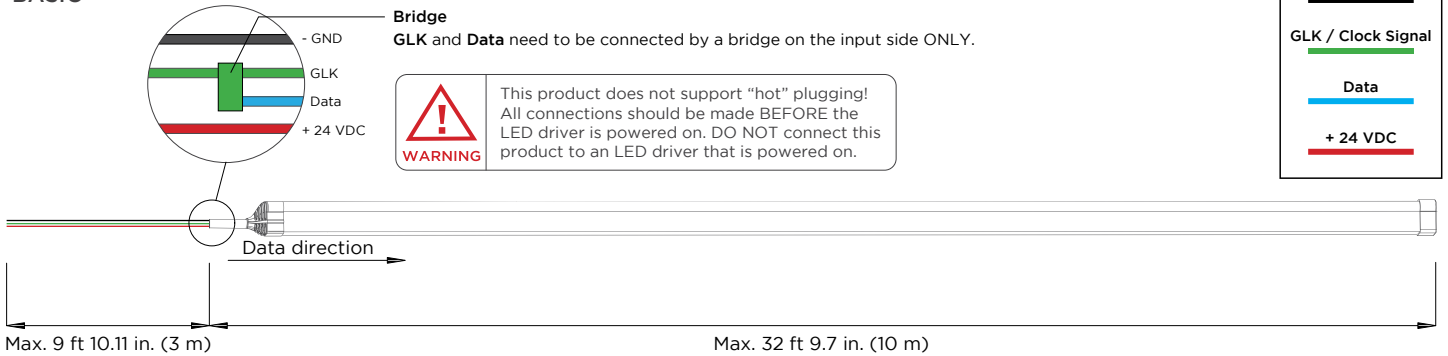 BASIC
Bridge
GLK and Data need to be connected by a bridge on the input side ONLY.
- GND
GLK
Data
+ 24 VDC
This product does not support “hot” plugging!
All connections should be made BEFORE the
LED driver is powered on. DO NOT connect this
product to an LED driver that is powered on.
WARNING
GLK / Clock Signal
Data
+ 24 VDC
Data direction
Max. 9 ft 10.11 in. (3 m)
Max. 32 ft 9.7 in. (10 m)